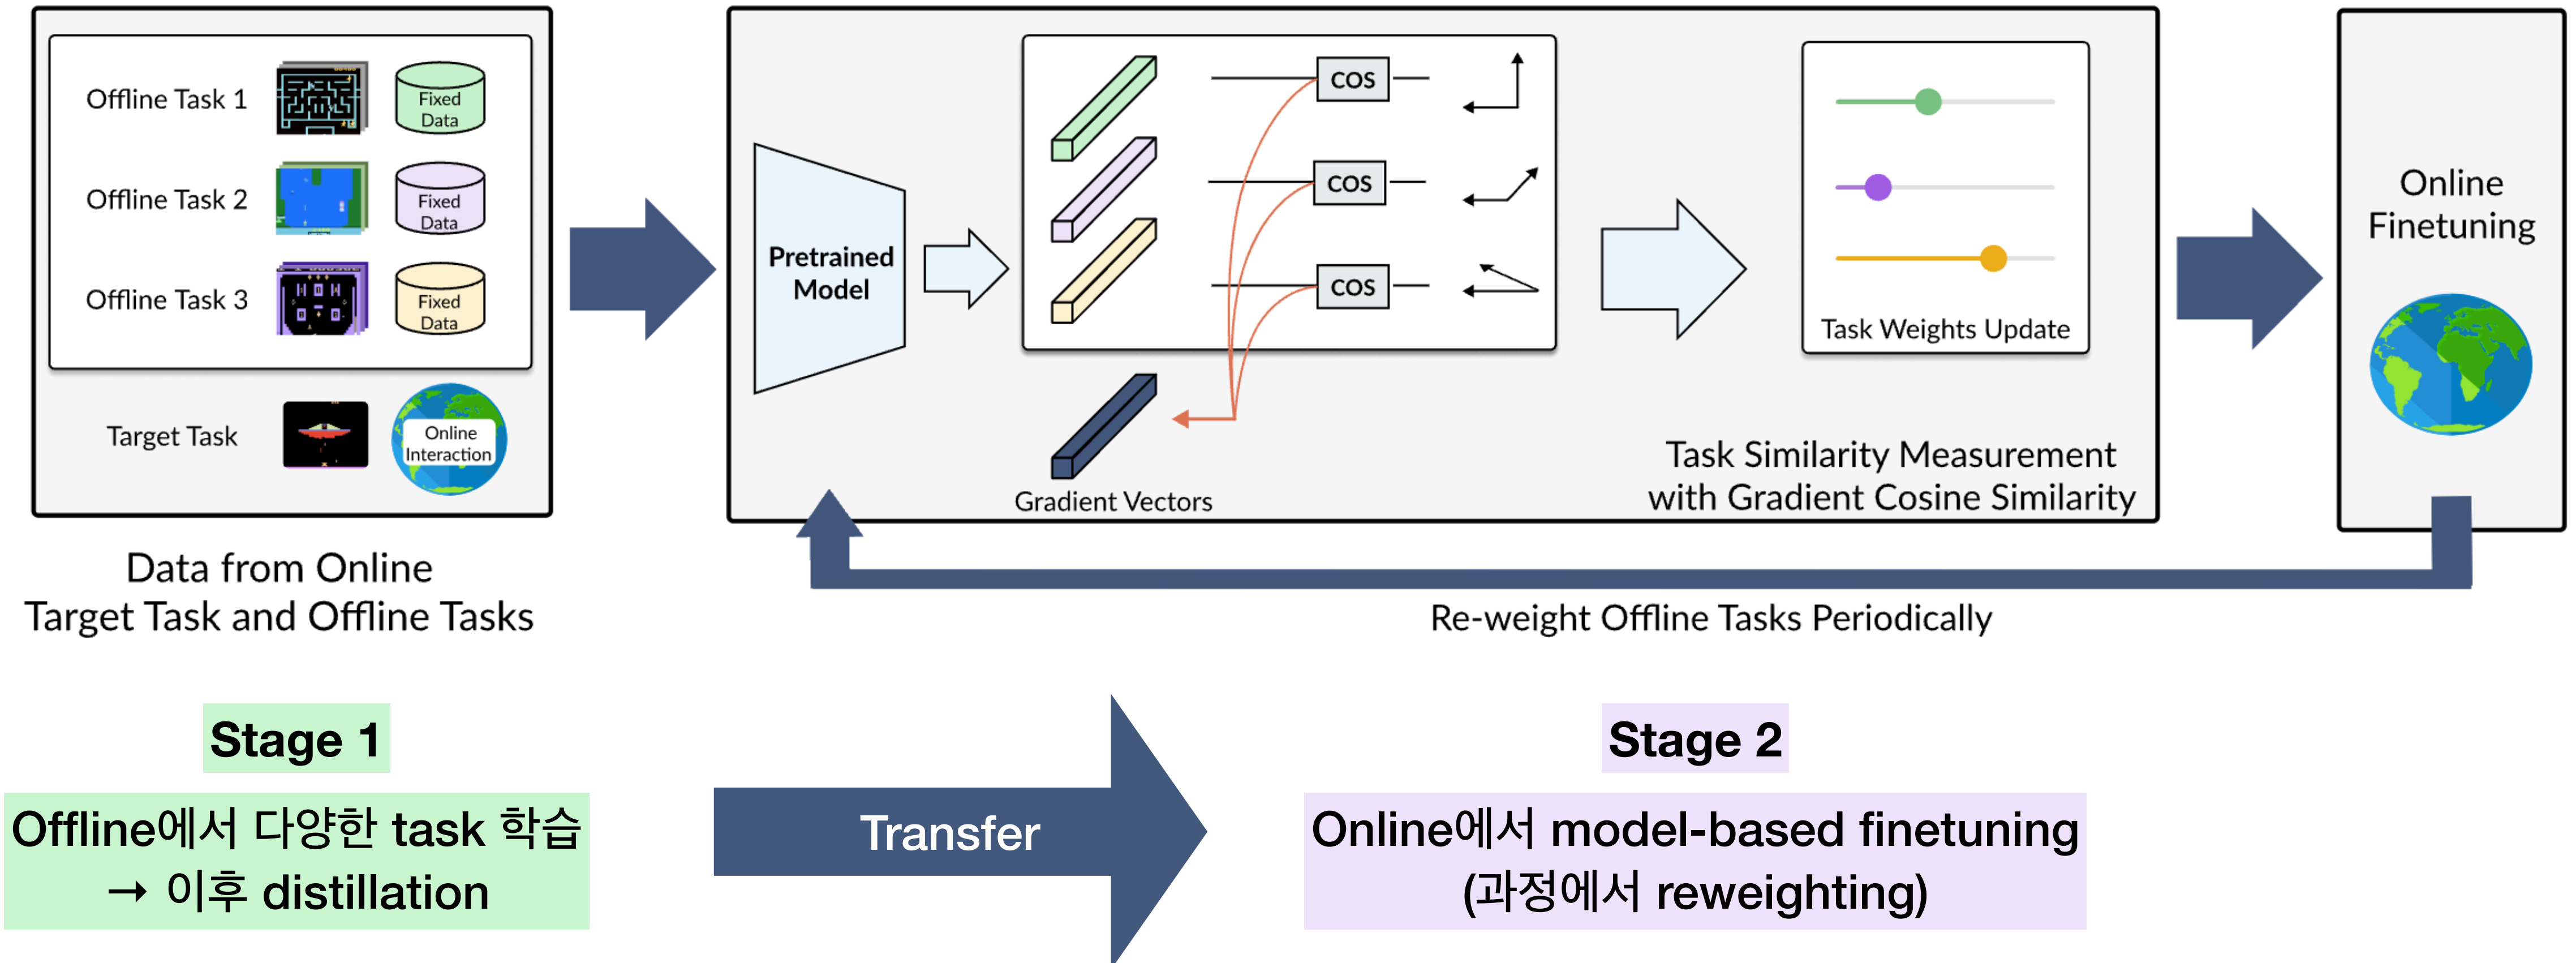 Offline Task 1
Fixed
Data
Offline Task 2
Fixed
Data
Offline Task 3
Fixed
Data
Target Task
Online
Interaction
Data from Online
Target Task and Offline Tasks
Pretrained
Model
COS
COS
COS
Gradient Vectors
Task Weights Update
Task Similarity Measurement
with Gradient Cosine Similarity
Online
Finetuning
Re-weight Offline Tasks Periodically
Stage 1
Offline에서 다양한 task 학습
→ 이후 distillation
Transfer
Stage 2
Online에서 model-based finetuning
(과정에서 reweighting)